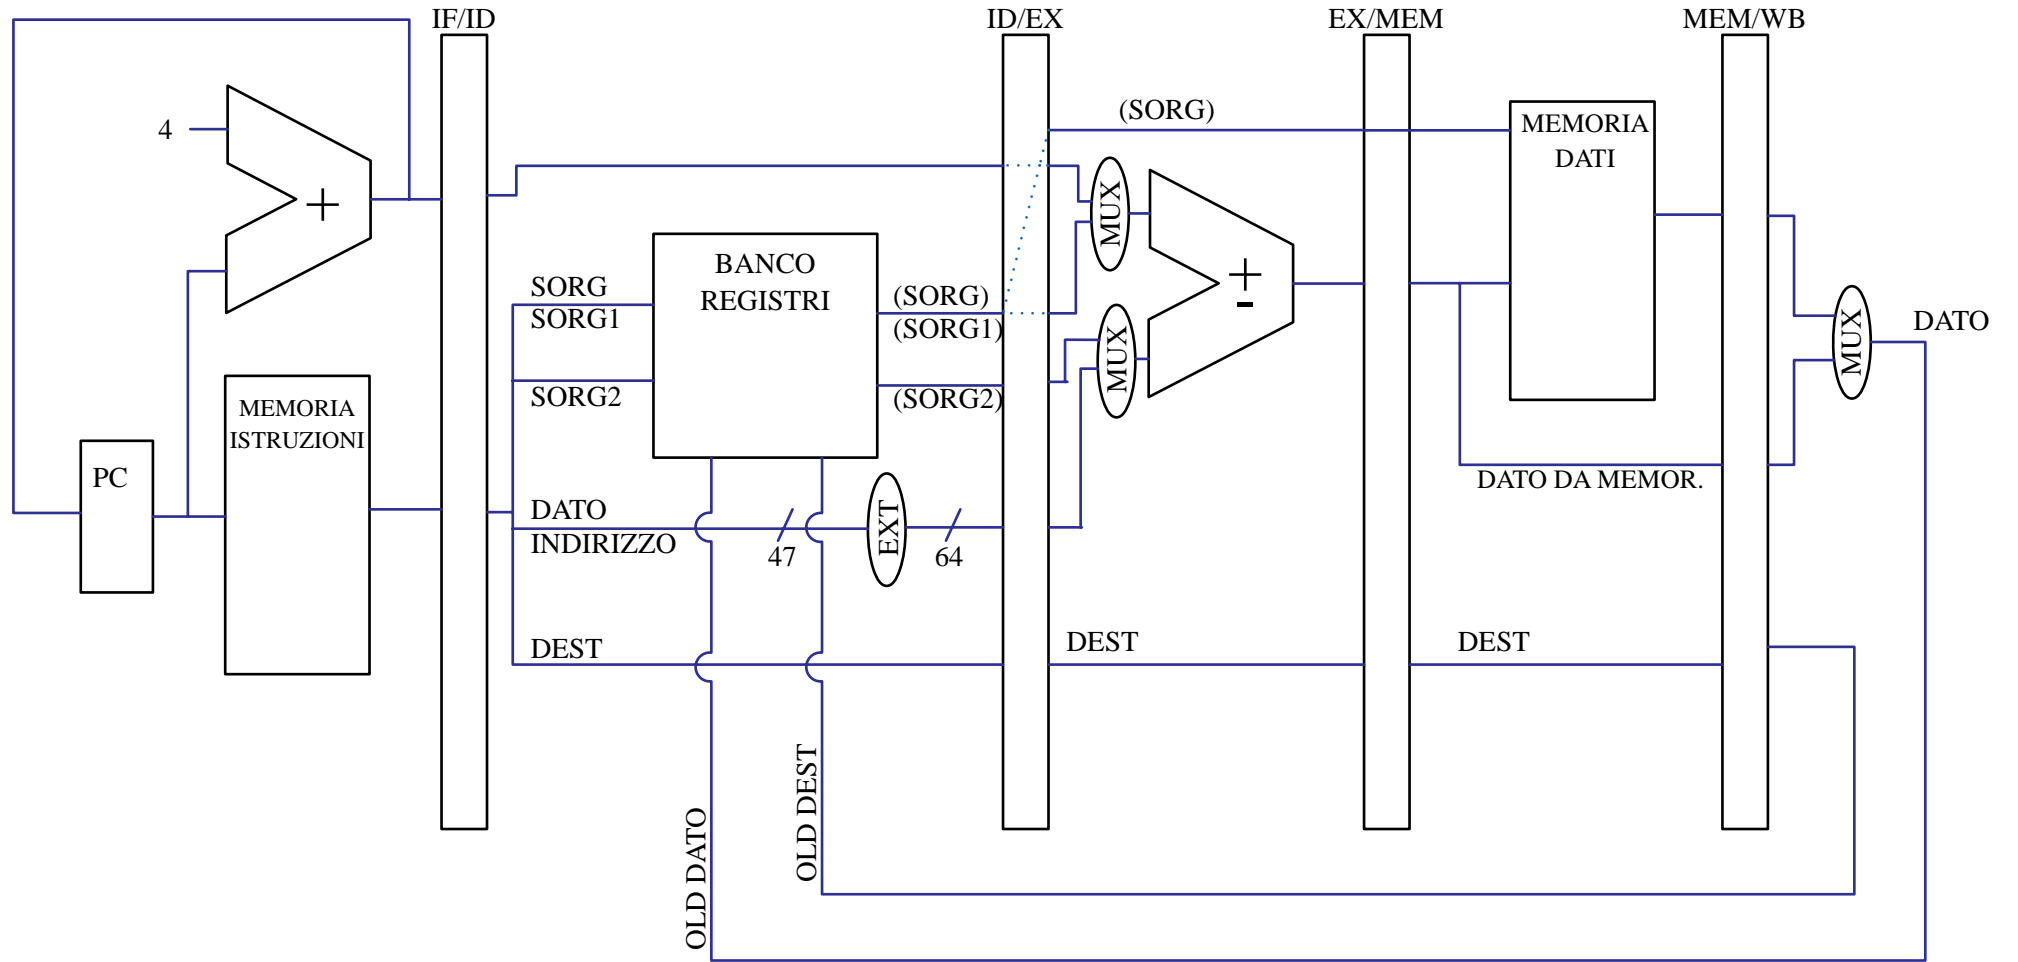 IF/ID
ID/EX
EX/MEM
MEM/WB
4
+
PC
MEMORIA
ISTRUZIONI
SORG
SORG1
SORG2
BANCO
REGISTRI
(SORG)
(SORG1)
(SORG2)
DATO
INDIRIZZO
47
EXT
64
DEST
OLD DATO
OLD DEST
(SORG)
MUX
MUX
+
-
DEST
MEMORIA
DATI
DATO DA MEMOR.
DEST
MUX
DATO